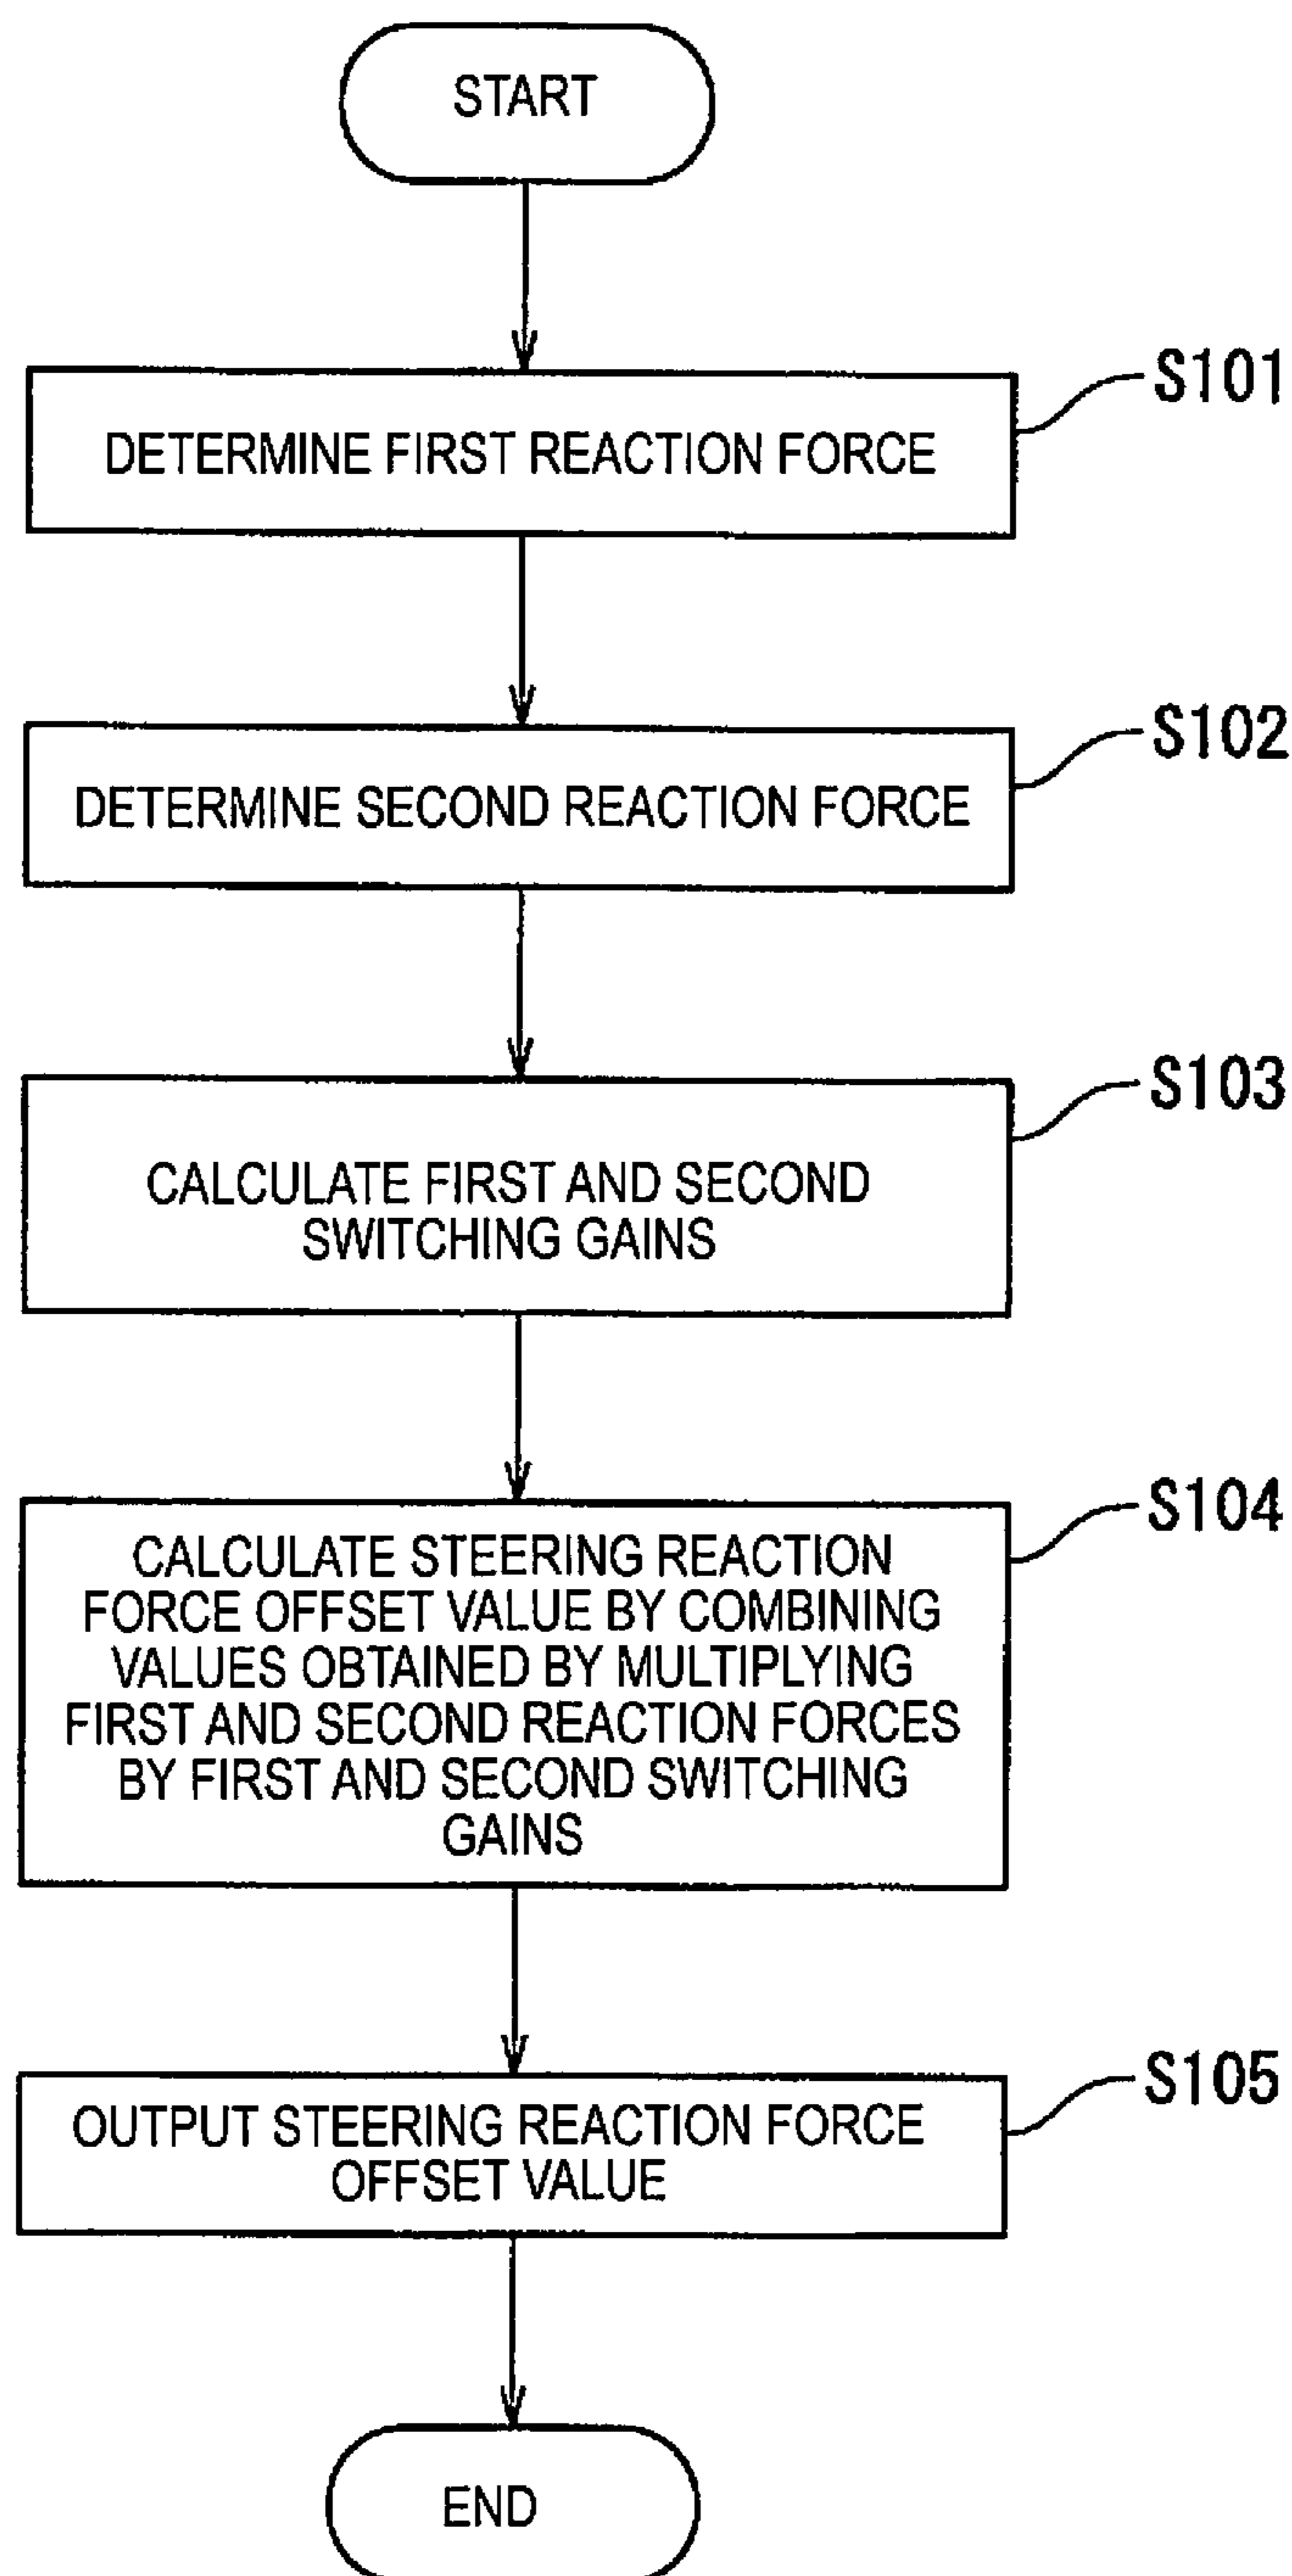 START
S101
DETERMINE FIRST REACTION FORCE
S102
DETERMINE SECOND REACTION FORCE
S103
CALCULATE FIRST AND SECOND
SWITCHING GAINS
S104
CALCULATE STEERING REACTION
FORCE OFFSET VALUE BY COMBINING
VALUES OBTAINED BY MULTIPLYING
FIRST AND SECOND REACTION FORCES
BY FIRST AND SECOND SWITCHING
GAINS
S105
OUTPUT STEERING REACTION FORCE
OFFSET VALUE
END